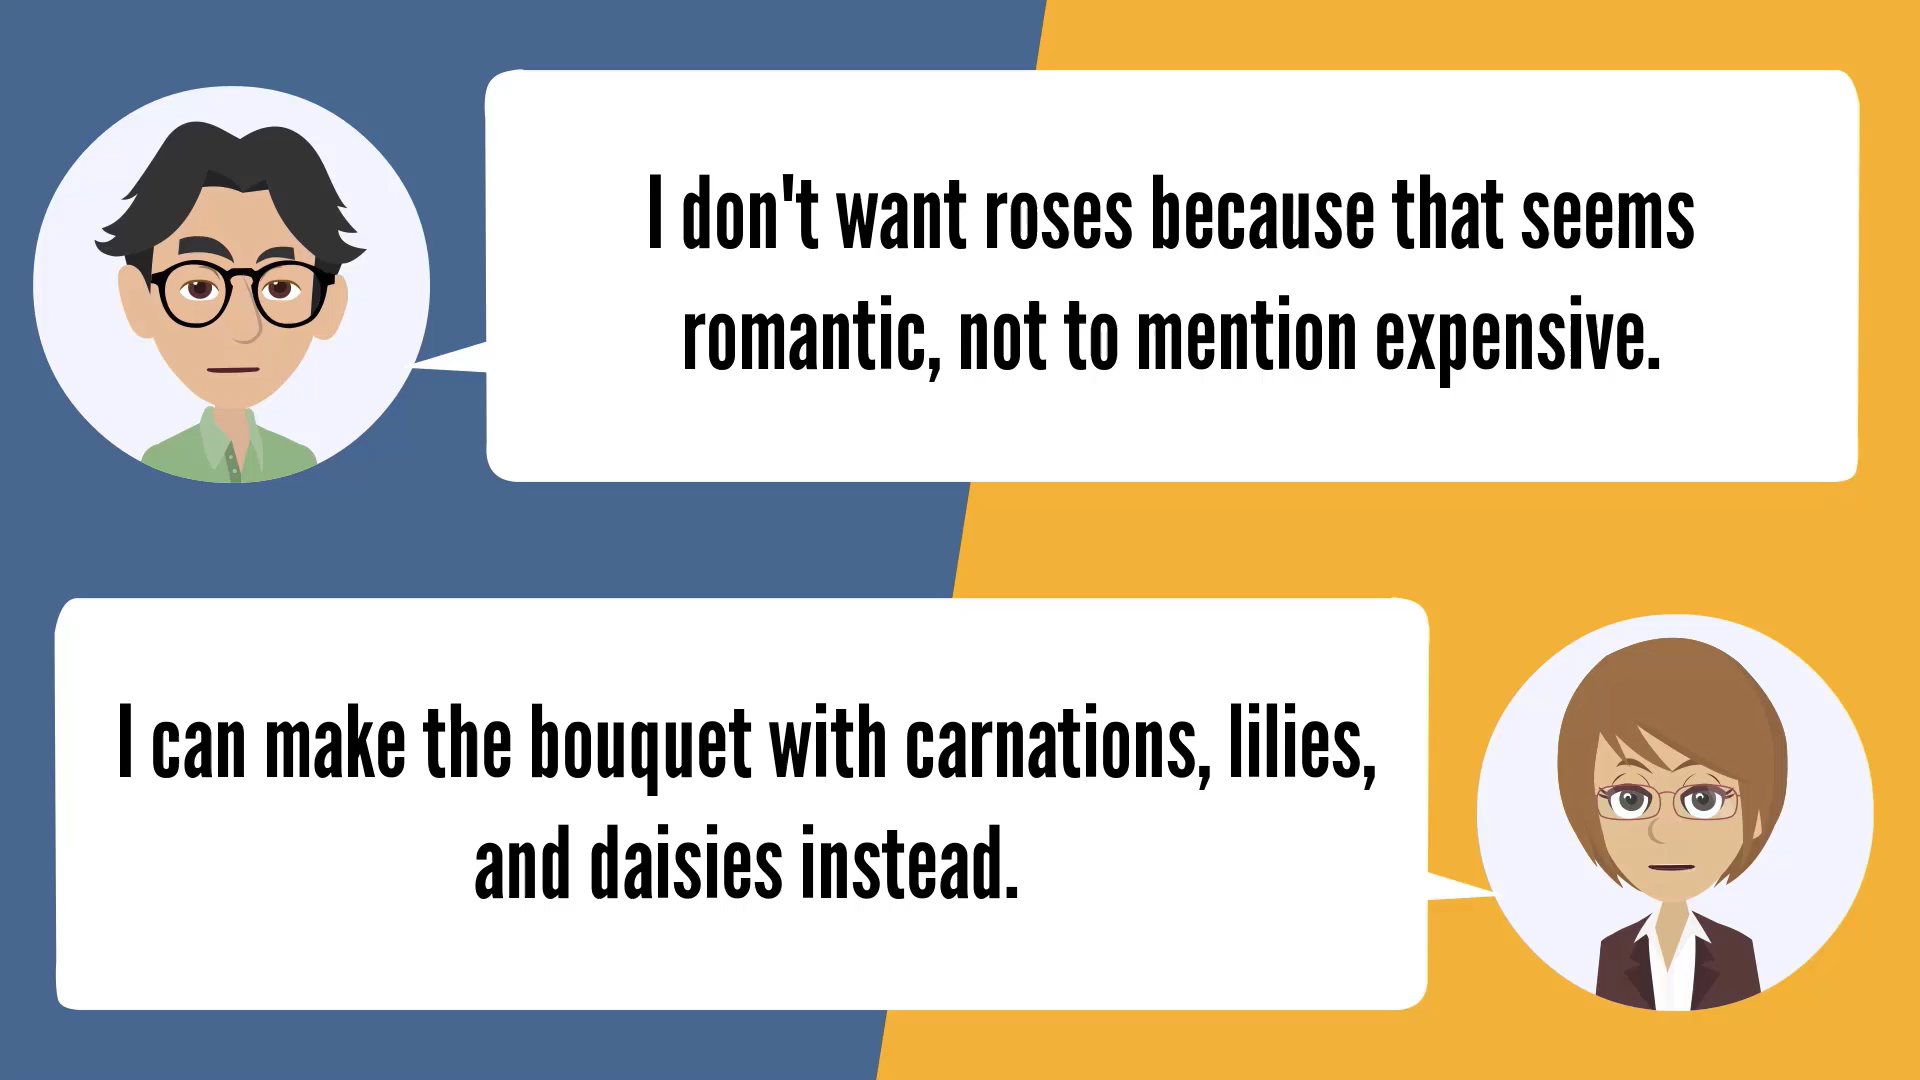 I don't want roses because that seems
romantic, not to mention expensive.
I can make the bouquet with carnations, lilies,
and daisies instead.